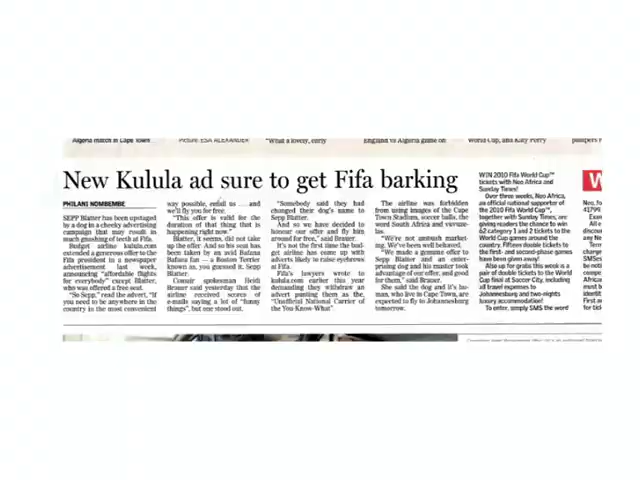 Algeria match in Cape Town
PICTURE: ESA ALEXANDER
"What a lovely, early
England vs Algeria game on
World Cup, and Katy Perry
pampers
New Kulula ad sure to get Fifa barking
PHILANI NOMBEMBE
SEPP Blatter has been upstaged
by a dog in a cheeky advertising
campaign that may result in
much gnashing of teeth at Fifa.
Budget airline kulula.com
extended a generous offer to the
Fifa president in a newspaper
advertisement last week,
announcing "affordable flights
for everybody" except Blatter,
who was offered a free seat.
"So Sepp," read the advert, "if
you need to be anywhere in the
country in the most convenient
way possible, email us ... and
we'll fly you for free.
"This offer is valid for the
duration of that thing that is
happening right now."
Blatter, it seems, did not take
up the offer. And so his seat has
been taken by an avid Bafana
Bafana fan — a Boston Terrier
known as, you guessed it, Sepp
Blatter.
Comair spokesman Heidi
Brauer said yesterday that the
airline received scores of
e-mails saying a lot of "funny
things", but one stood out.
"Somebody said they had
changed their dog's name to
Sepp Blatter.
And so we have decided to
honour our offer and fly him
around for free," said Brauer.
It's not the first time the bud-
get airline has come up with
adverts likely to raise eyebrows
at Fifa.
Fifa's lawyers wrote to
kulula.com earlier this year
demanding they withdraw an
advert punting them as the,
"Unofficial National Carrier of
the You-Know-What".
The airline was forbidden
from using images of the Cape
Town Stadium, soccer balls, the
word South Africa and vuvuze-
las.
"We're not ambush market-
ing. We've been well behaved.
"We made a genuine offer to
Sepp Blatter and an enter-
prising dog and his master took
advantage of our offer, and good
for them," said Brauer.
She said the dog and it's hu-
man, who live in Cape Town, are
expected to fly to Johannesburg
tomorrow.
WIN 2010 Fifa World Cup™
tickets with Neo Africa and
Sunday Times!
Over three weeks, Neo Africa,
an official national supporter of
the 2010 Fifa World Cup™,
together with Sunday Times, are
giving readers the chance to win
62 category 1 and 2 tickets to the
World Cup games around the
country. Fifteen double tickets
to the first- and second-phase games
have been given away!
Also up for grabs this week is a
pair of double tickets to the World
Cup final at Soccer City, including
all travel expenses to
Johannesburg and two-nights
luxury accommodation!
To enter, simply SMS the word
W